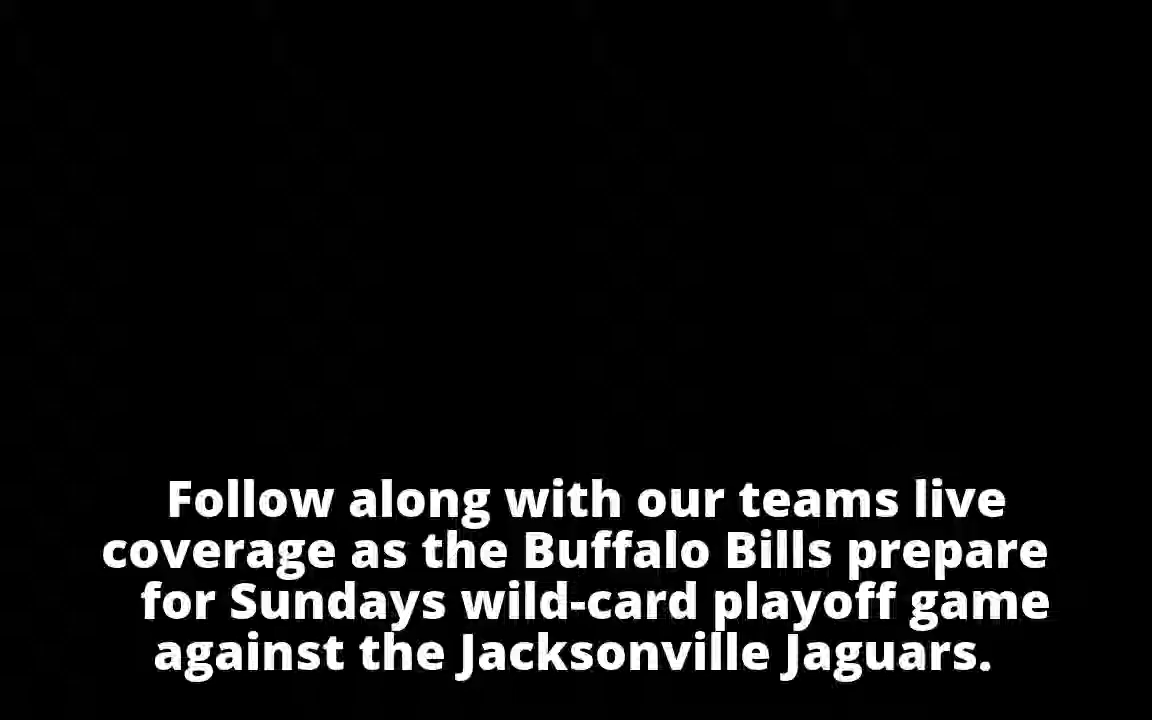 Follow along with our teams live
coverage as the Buffalo Bills prepare
for Sundays wild-card playoff game
against the Jacksonville Jaguars.